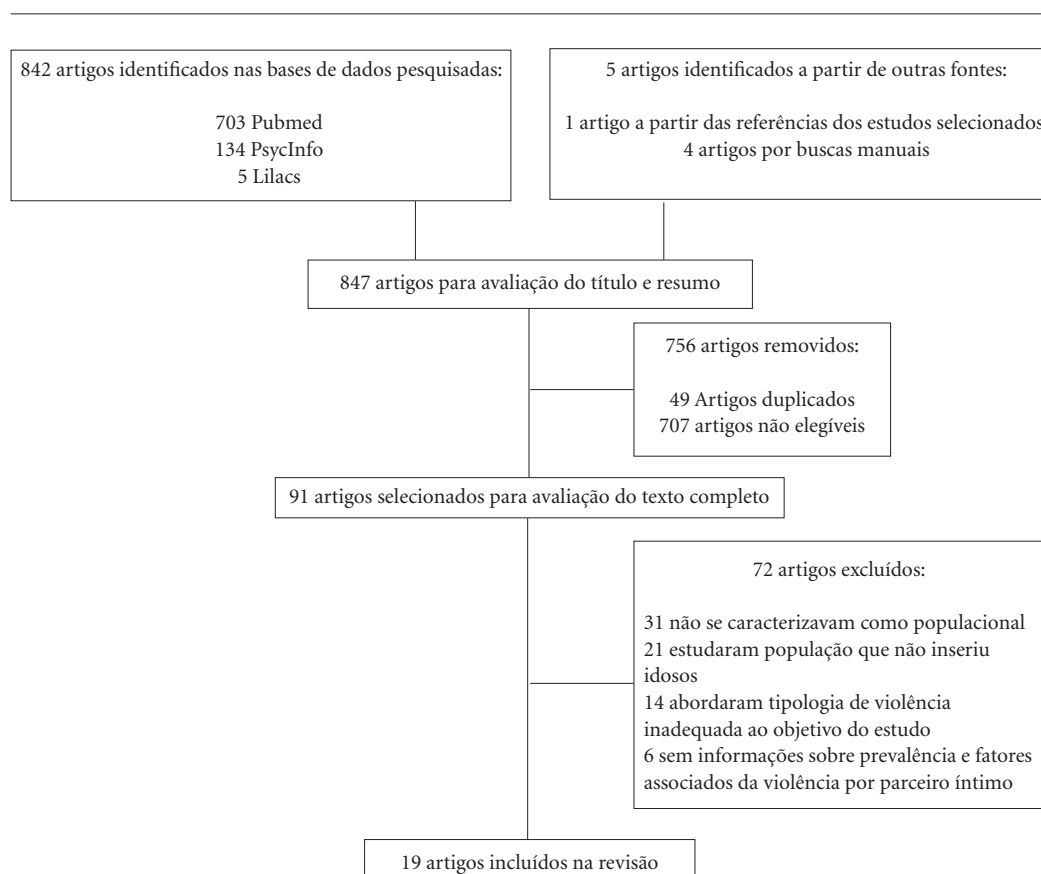 842 artigos identificados nas bases de dados pesquisadas:
703 Pubmed
134 PsycInfo
5 Lilacs
5 artigos identificados a partir de outras fontes:
1 artigo a partir das referências dos estudos selecionados
4 artigos por buscas manuais
847 artigos para avaliação do título e resumo
756 artigos removidos:
49 Artigos duplicados
707 artigos não elegíveis
91 artigos selecionados para avaliação do texto completo
72 artigos excluídos:
31 não se caracterizavam como populacional
21 estudaram população que não inseriu
idosos
14 abordaram tipologia de violência
inadequada ao objetivo do estudo
6 sem informações sobre prevalência e fatores
associados da violência por parceiro íntimo
19 artigos incluídos na revisão